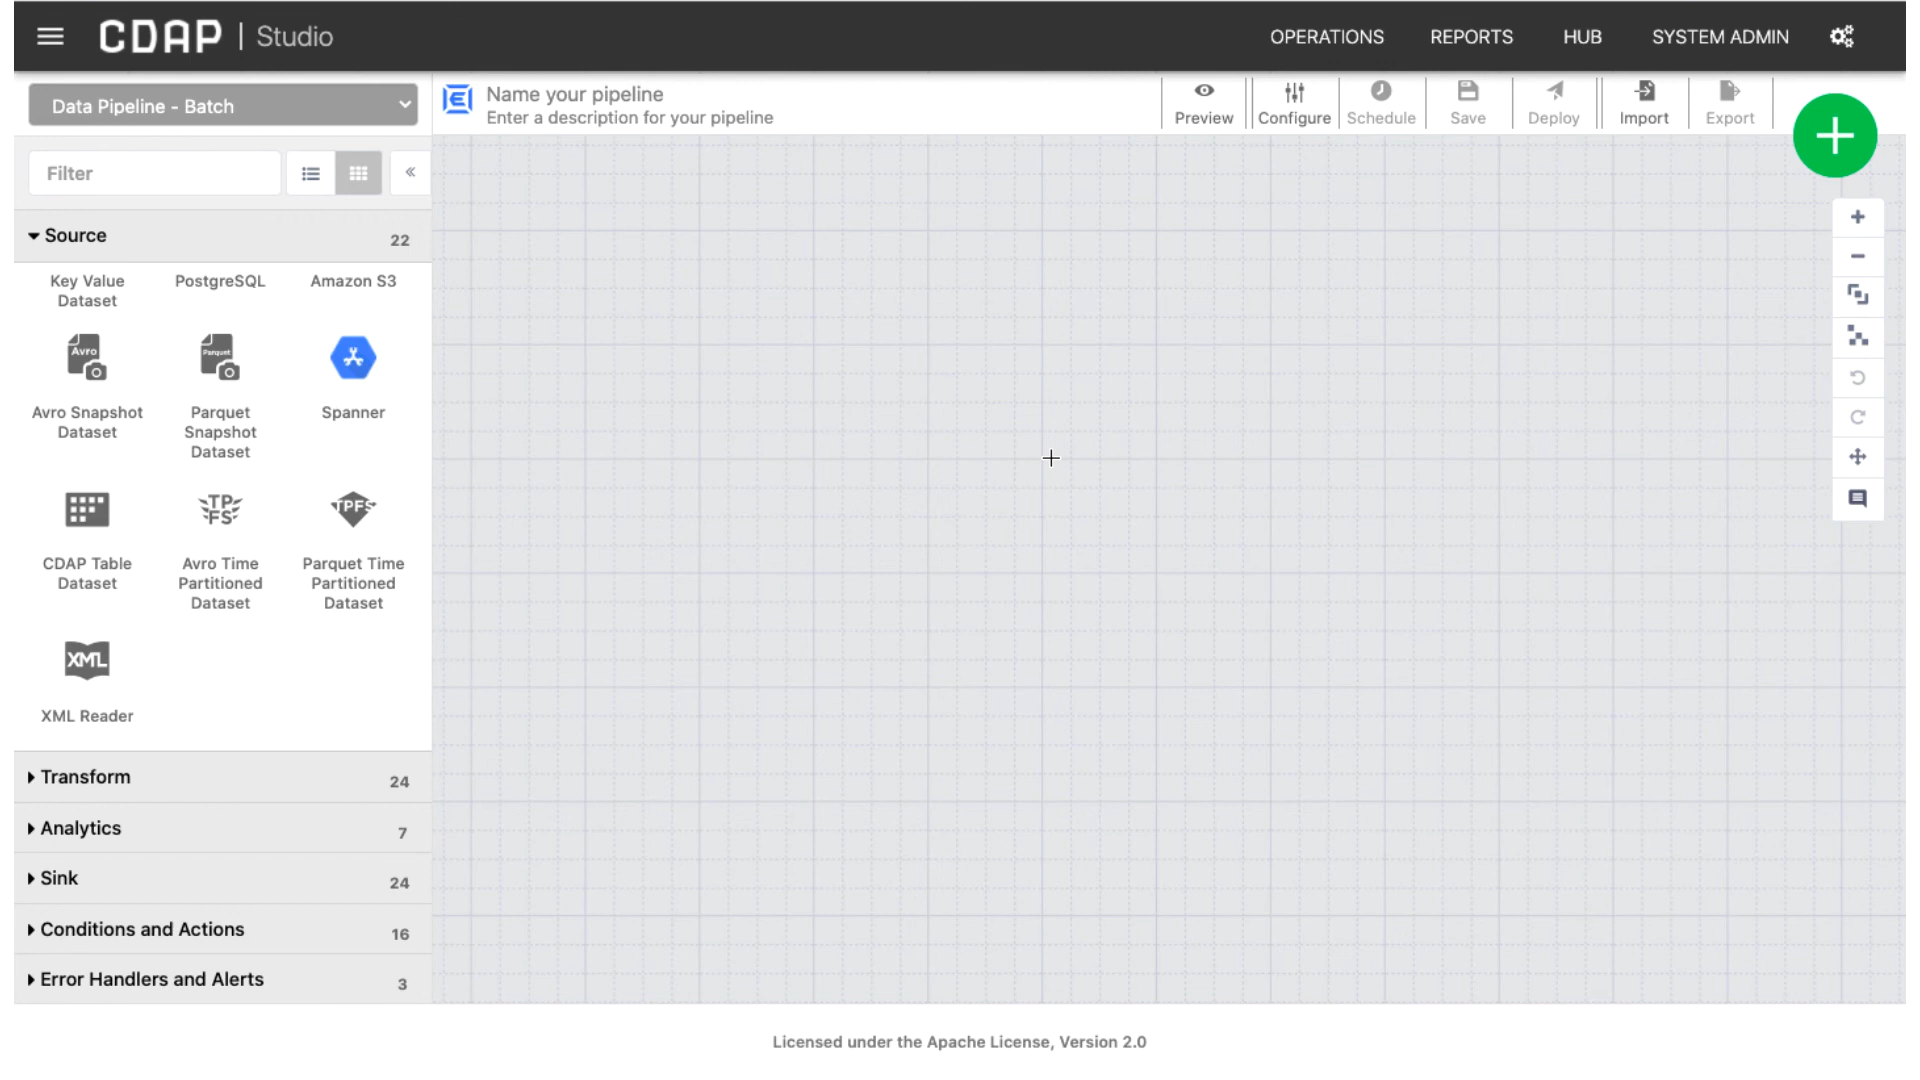 CDAP | Studio
OPERATIONS
REPORTS
HUB
SYSTEM ADMIN
Data Pipeline - Batch
Name your pipeline
Enter a description for your pipeline
Preview
Configure
Schedule
Save
Deploy
Import
Export
Filter
Source
22
Key Value
Dataset
PostgreSQL
Amazon S3
Avro
Parquet
Avro Snapshot
Dataset
Parquet
Snapshot
Dataset
Spanner
TP
FS
TPFS
CDAP Table
Dataset
Avro Time
Partitioned
Dataset
Parquet Time
Partitioned
Dataset
XML
XML Reader
Transform
24
Analytics
7
Sink
24
Conditions and Actions
16
Error Handlers and Alerts
3
Licensed under the Apache License, Version 2.0